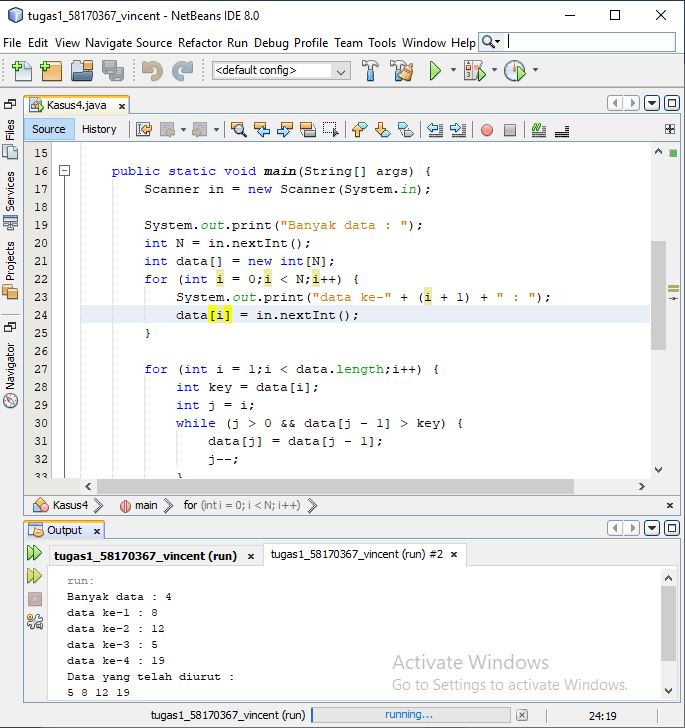 tugas1_58170367_vincent - NetBeans IDE 8.0
File Edit View Navigate Source Refactor Run Debug Profile Team Tools Window Help
<default config>
Kasus4.java
Source History
Files
Services
Projects
Navigator
15
16 public static void main(String[] args) {
17 Scanner in = new Scanner(System.in);
18
19 System.out.print("Banyak data : ");
20 int N = in.nextInt();
21 int data[] = new int[N];
22 for (int i = 0;i < N;i++) {
23 System.out.print("data ke-" + (i + 1) + " : ");
24 data[i] = in.nextInt();
25 }
26
27 for (int i = 1;i < data.length;i++) {
28 int key = data[i];
29 int j = i;
30 while (j > 0 && data[j - 1] > key) {
31 data[j] = data[j - 1];
32 j--;
33 }
Kasus4 main for (int i = 0; i < N; i++)
Output
tugas1_58170367_vincent (run) tugas1_58170367_vincent (run) #2
run:
Banyak data : 4
data ke-1 : 8
data ke-2 : 12
data ke-3 : 5
data ke-4 : 19
Data yang telah diurut :
5 8 12 19
Activate Windows
Go to Settings to activate Windows.
tugas1_58170367_vincent (run) running... 24:19